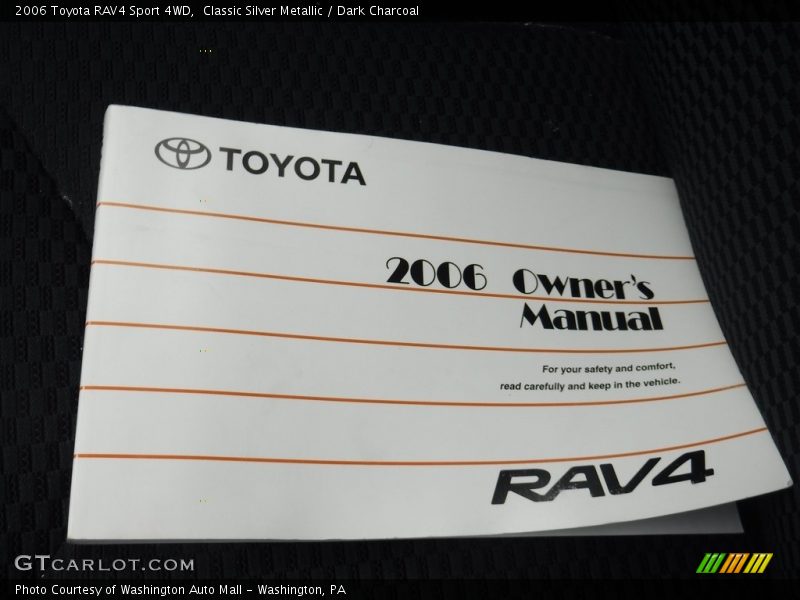 2006 Toyota RAV4 Sport 4WD,  Classic Silver Metallic / Dark Charcoal
TOYOTA
2006 Owner's
Manual
For your safety and comfort,
read carefully and keep in the vehicle.
RAV4
GTCARLOT.COM
Photo Courtesy of Washington Auto Mall - Washington, PA